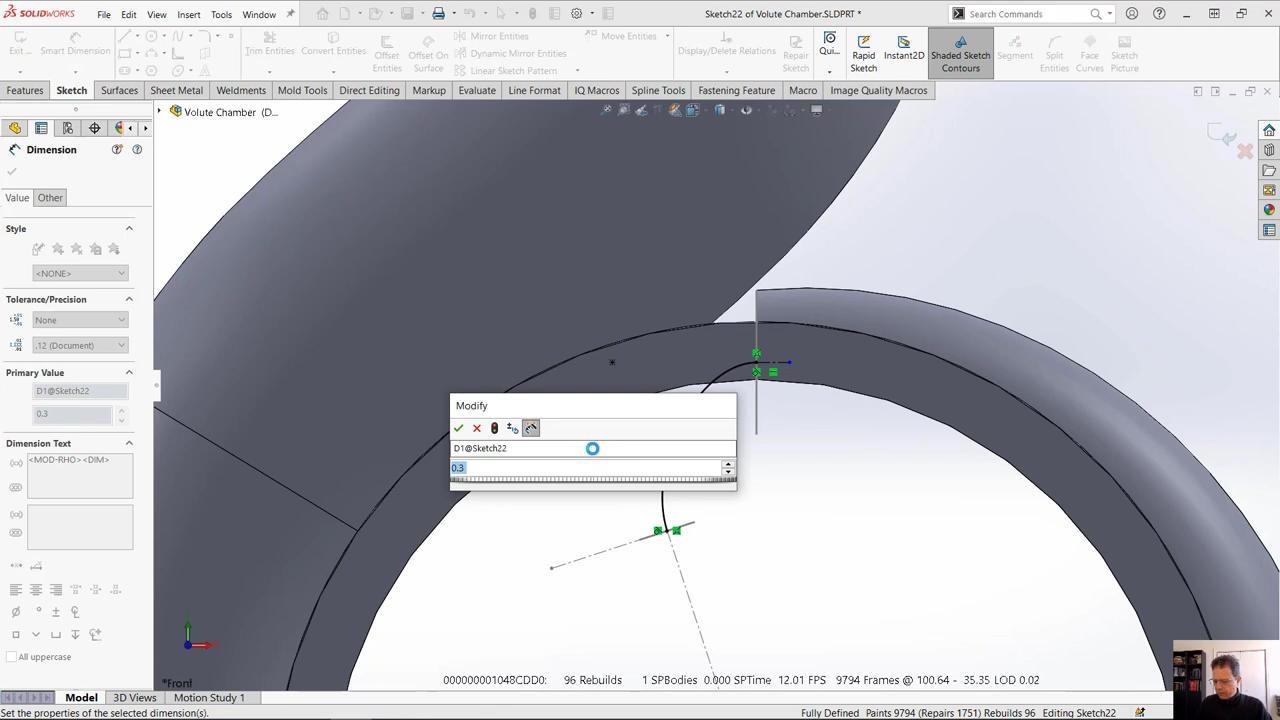 SOLIDWORKS
File Edit View Insert Tools Window
Sketch22 of Volute Chamber.SLDPRT *
Search Commands
Exit ...
Smart Dimension
Trim Entities
Convert Entities
Offset Entities
Offset On Surface
Mirror Entities
Dynamic Mirror Entities
Linear Sketch Pattern
Move Entities
Display/Delete Relations
Repair Sketch
Qui...
Rapid Sketch
Instant2D
Shaded Sketch Contours
Segment
Split Entities
Face Curves
Sketch Picture
Features Sketch Surfaces Sheet Metal Weldments Mold Tools Direct Editing Markup Evaluate Line Format IQ Macros Spline Tools Fastening Feature Macro Image Quality Macros
Volute Chamber (D...
Dimension
Value Other
Style
<NONE>
Tolerance/Precision
None
.12 (Document)
Primary Value
D1@Sketch22
0.3
Dimension Text
<MOD-RHO><DIM>
All uppercase
Modify
D1@Sketch22
0.3
*Front
96 Rebuilds 1 SPBodies 0.000 SPTime 12.01 FPS 9794 Frames @ 100.64 - 35.35 LOD 0.02
Model 3D Views Motion Study 1
Set the properties of the selected dimension(s).
Fully Defined Paints 9794 (Repairs 1751) Rebuilds 96 Editing Sketch22